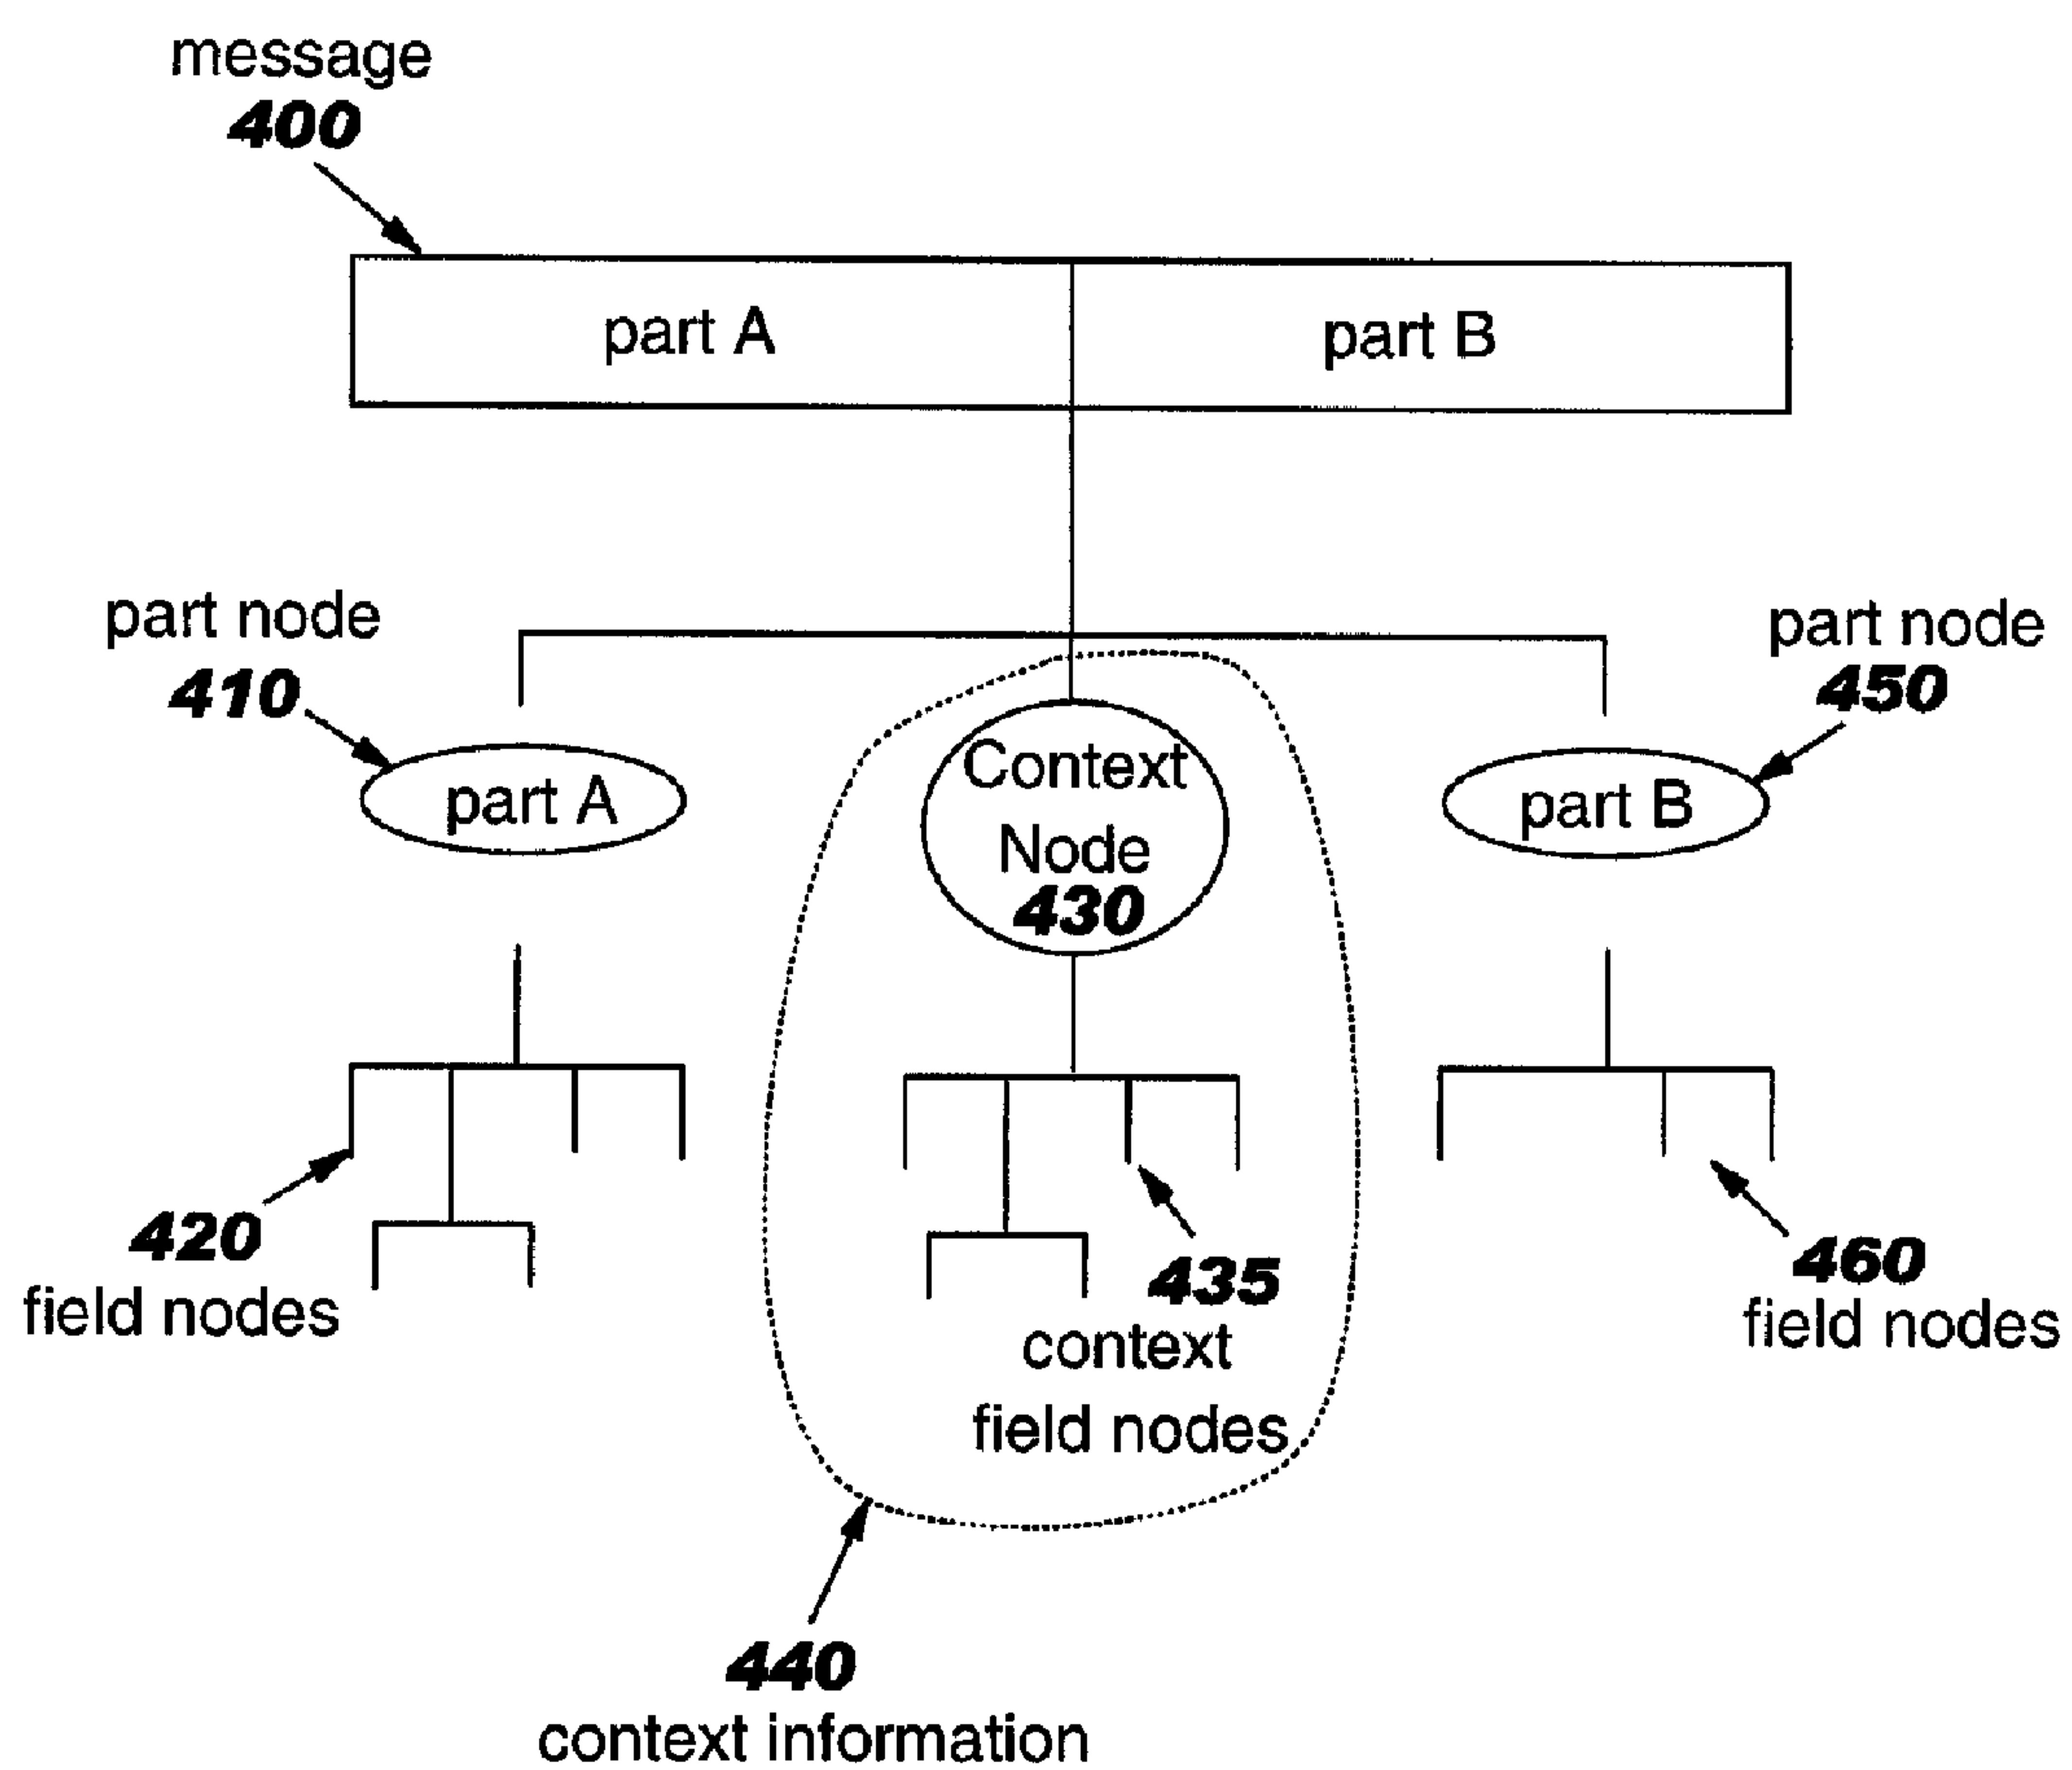 message
400
part A
part B
part node
410
part node
450
part A
Context
Node
430
part B
420
field nodes
435
context
field nodes
460
field nodes
440
context information